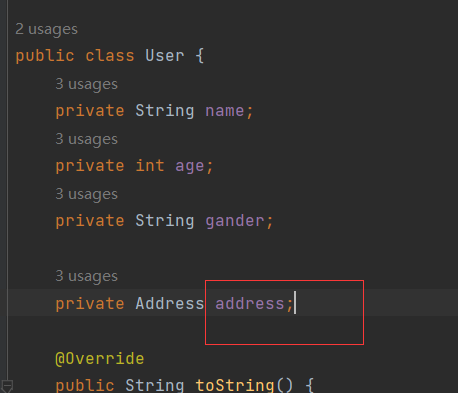 2 usages
public class User {
3 usages
private String name;
3 usages
private int age;
3 usages
private String gander;
3 usages
private Address address;
@Override
public String toString() {